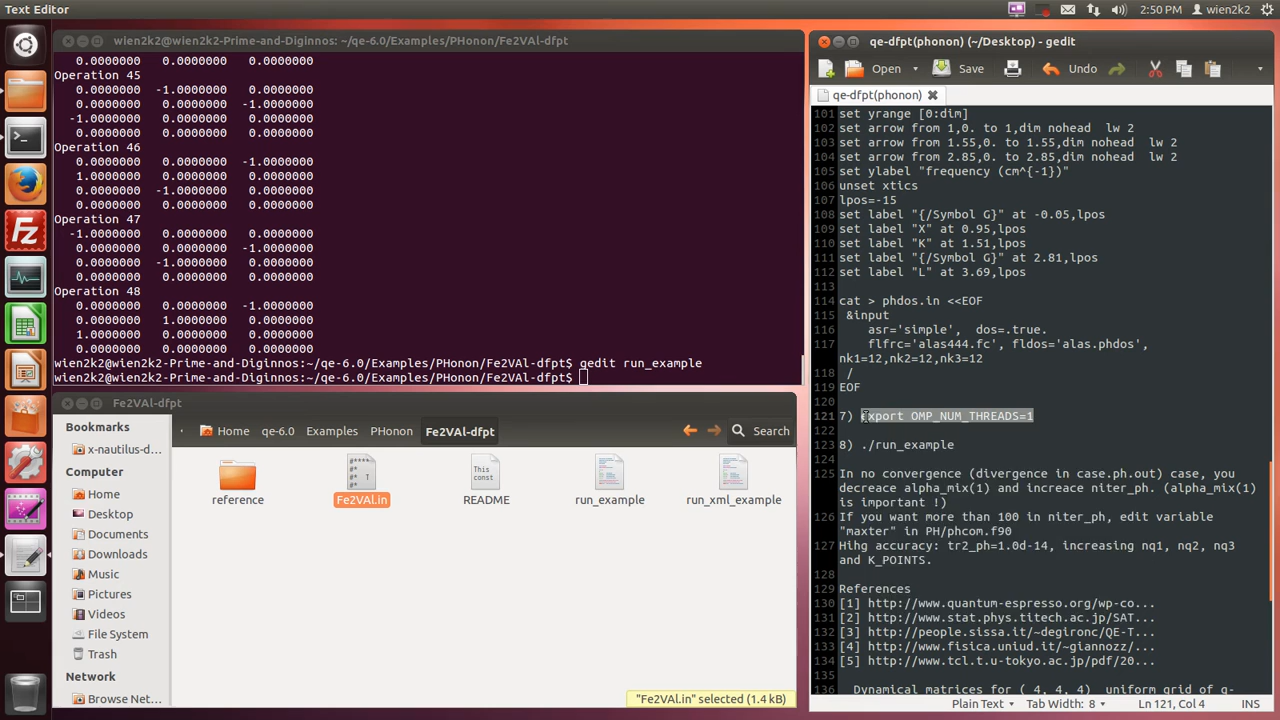 Text Editor
2:50 PM
wien2k2
wien2k2@wien2k2-Prime-and-Diginnos: ~/qe-6.0/Examples/PHonon/Fe2VAl-dfpt
0.0000000 0.0000000 -1.0000000
Operation 45
0.0000000 -1.0000000 0.0000000
0.0000000 0.0000000 -1.0000000
-1.0000000 0.0000000 0.0000000
0.0000000 0.0000000 0.0000000
Operation 46
0.0000000 0.0000000 -1.0000000
1.0000000 0.0000000 0.0000000
0.0000000 -1.0000000 0.0000000
0.0000000 0.0000000 0.0000000
Operation 47
-1.0000000 0.0000000 0.0000000
0.0000000 0.0000000 -1.0000000
0.0000000 -1.0000000 0.0000000
0.0000000 0.0000000 0.0000000
Operation 48
0.0000000 0.0000000 -1.0000000
0.0000000 1.0000000 0.0000000
1.0000000 0.0000000 0.0000000
0.0000000 0.0000000 0.0000000
wien2k2@wien2k2-Prime-and-Diginnos:~/qe-6.0/Examples/PHonon/Fe2VAl-dfpt$ gedit run_example
wien2k2@wien2k2-Prime-and-Diginnos:~/qe-6.0/Examples/PHonon/Fe2VAl-dfpt$
Fe2VAl-dfpt
Bookmarks
x-nautilus-d...
Computer
Home
Desktop
Documents
Downloads
Music
Pictures
Videos
File System
Trash
Network
Browse Net...
Home
qe-6.0
Examples
PHonon
Fe2VAl-dfpt
Search
reference
Fe2VAl.in
This
const
README
run_example
run_xml_example
"Fe2VAl.in" selected (1.4 kB)
qe-dfpt(phonon) (~/Desktop) - gedit
Open
Save
Undo
qe-dfpt(phonon)
101 set yrange [0:dim]
102 set arrow from 1,0. to 1,dim nohead lw 2
103 set arrow from 1.55,0. to 1.55,dim nohead lw 2
104 set arrow from 2.85,0. to 2.85,dim nohead lw 2
105 set ylabel "frequency (cm^{-1})"
106 unset xtics
107 lpos=-15
108 set label "{/Symbol G}" at -0.05,lpos
109 set label "X" at 0.95,lpos
110 set label "K" at 1.51,lpos
111 set label "{/Symbol G}" at 2.81,lpos
112 set label "L" at 3.69,lpos
113
114 cat > phdos.in <<EOF
115 &input
116 asr='simple', dos=.true.
117 flfrc='alas444.fc', fldos='alas.phdos',
nk1=12,nk2=12,nk3=12
118 /
119 EOF
120
121 7) export OMP_NUM_THREADS=1
122
123 8) ./run_example
124
125 In no convergence (divergence in case.ph.out) case, you
decreace alpha_mix(1) and increace niter_ph. (alpha_mix(1)
is important !)
126 If you want more than 100 in niter_ph, edit variable
"maxter" in PH/phcom.f90
127 Hihg accuracy: tr2_ph=1.0d-14, increasing nq1, nq2, nq3
and K_POINTS.
128
129 References
130 [1] http://www.quantum-espresso.org/wp-co...
131 [2] http://www.stat.phys.titech.ac.jp/SAT...
132 [3] http://people.sissa.it/~degironc/QE-T...
133 [4] http://www.fisica.uniud.it/~giannozz/...
134 [5] http://www.tcl.t.u-tokyo.ac.jp/pdf/20...
135
136 Dynamical matrices for ( 4, 4, 4) uniform grid of q-
Plain Text
Tab Width: 8
Ln 121, Col 4
INS